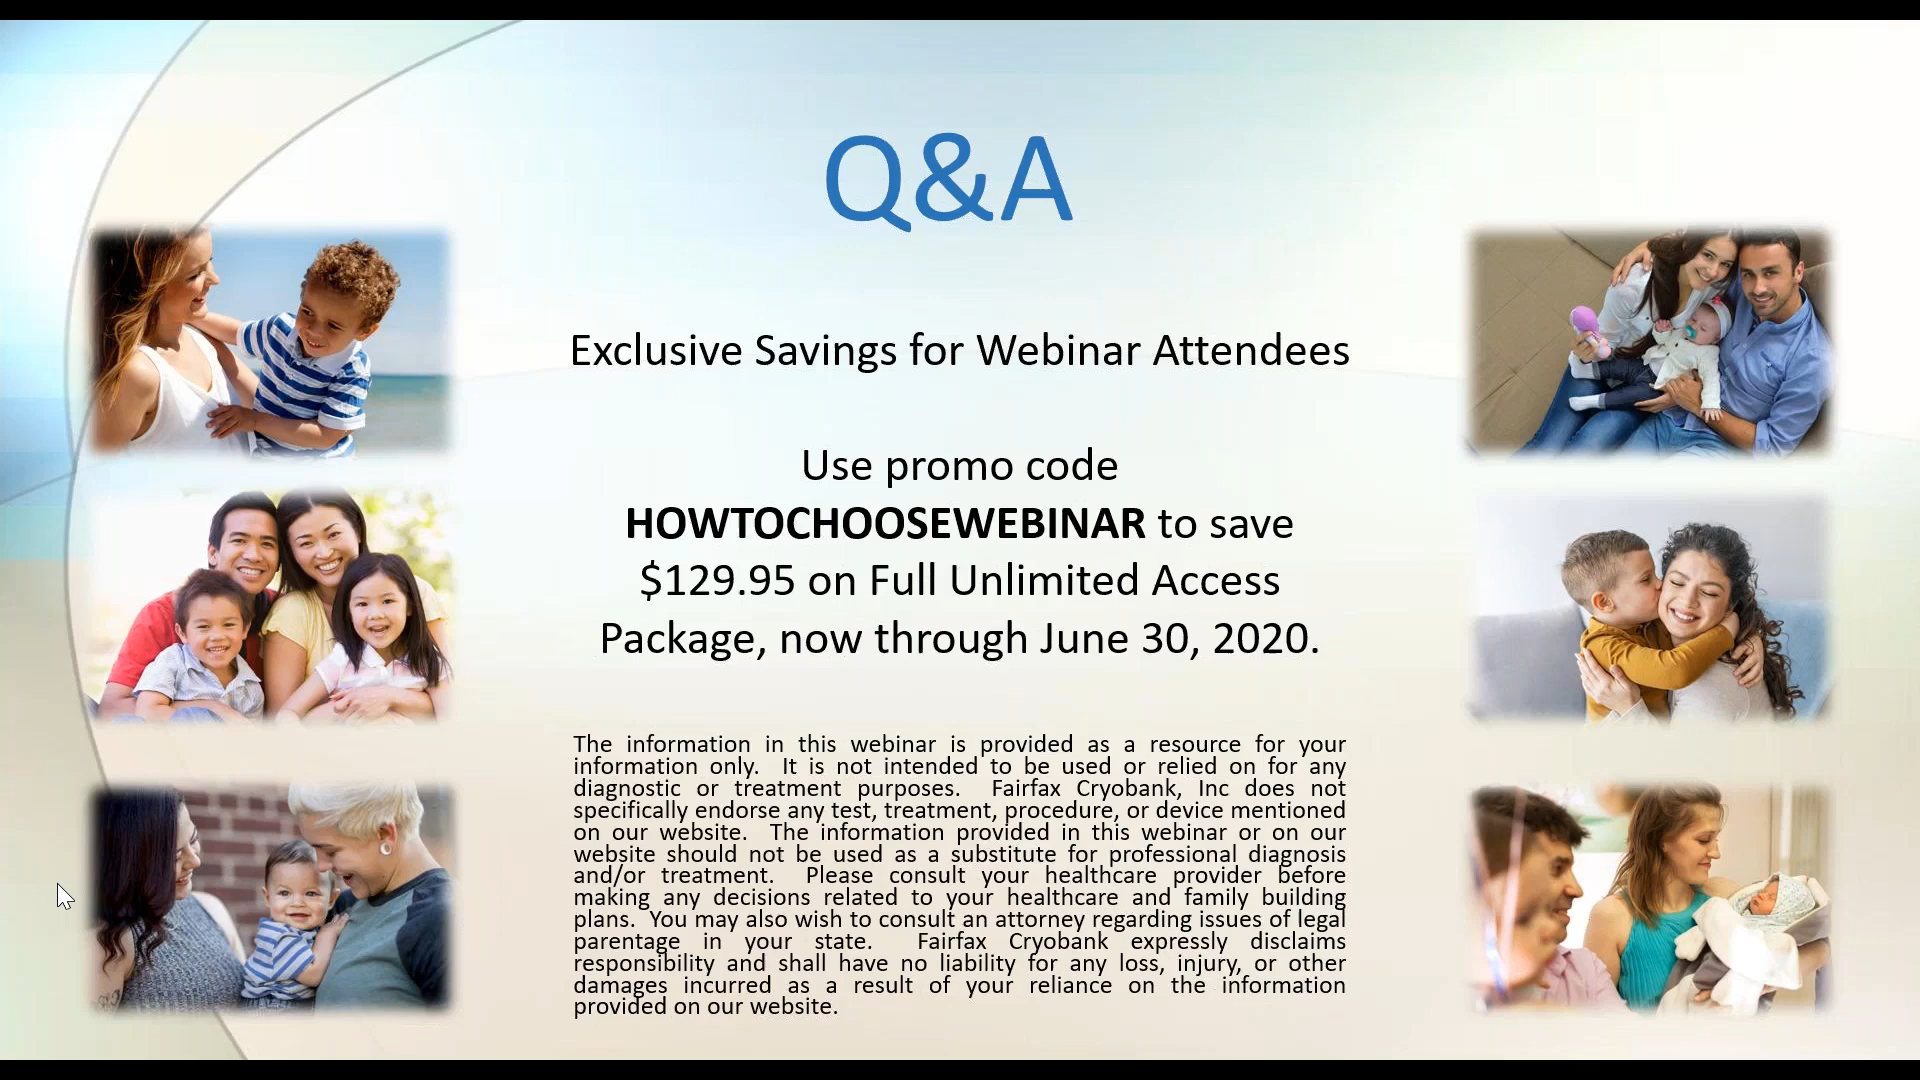 Q&A
Exclusive Savings for Webinar Attendees
Use promo code
HOWTOCHOOSEWEBINAR to save
$129.95 on Full Unlimited Access
Package, now through June 30, 2020.
The information in this webinar is provided as a resource for your
information only. It is not intended to be used or relied on for any
diagnostic or treatment purposes. Fairfax Cryobank, Inc does not
specifically endorse any test, treatment, procedure, or device mentioned
on our website. The information provided in this webinar or on our
website should not be used as a substitute for professional diagnosis
and/or treatment. Please consult your healthcare provider before
making any decisions related to your healthcare and family building
plans. You may also wish to consult an attorney regarding issues of legal
parentage in your state. Fairfax Cryobank expressly disclaims
responsibility and shall have no liability for any loss, injury, or other
damages incurred as a result of your reliance on the information
provided on our website.